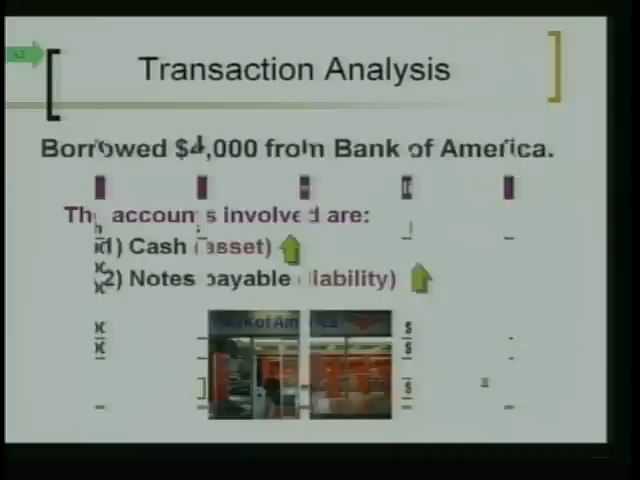 Transaction Analysis
Borrowed $4,000 from Bank of America.
The accounts involved are:
(1) Cash (asset)
(2) Notes payable (liability)